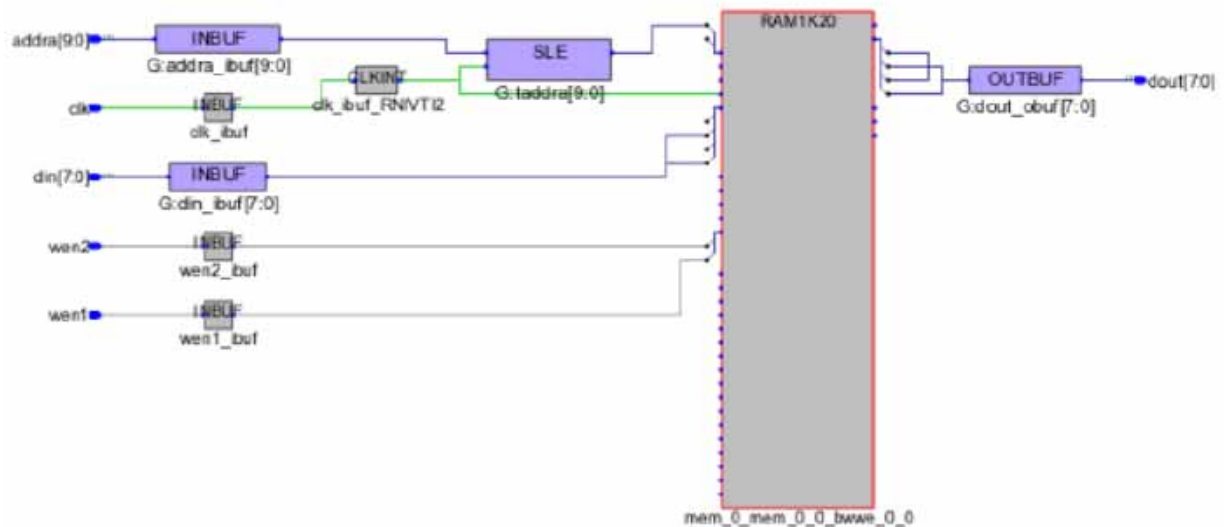 RAM1K20
addra[9:0]
INBUF
G:addra_ibuf[9:0]
SLE
G:taddra[9:0]
CLKINT
clk_ibuf_RNIVTI2
OUTBUF
G:dout_obuf[7:0]
dout[7:0]
clk
INBUF
clk_ibuf
din[7:0]
INBUF
G:din_ibuf[7:0]
wen2
INBUF
wen2_ibuf
wen1
INBUF
wen1_ibuf
mem_0_mem_0_0_bwwe_0_0